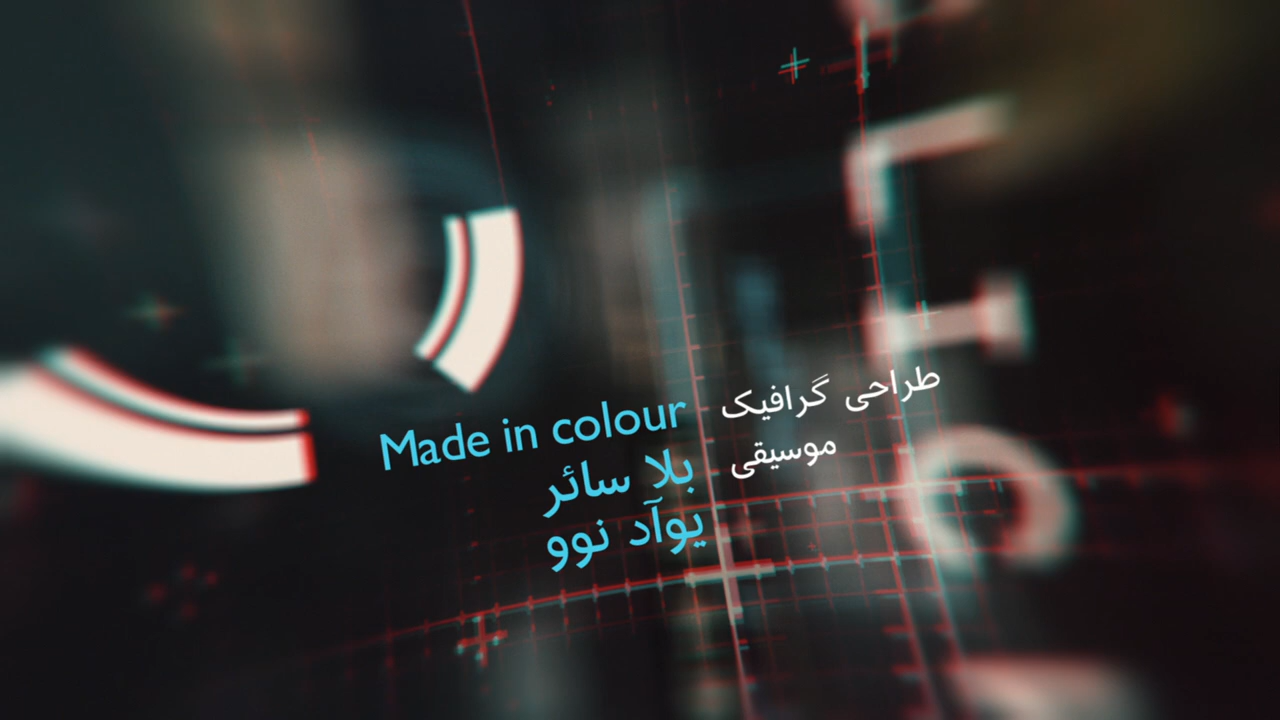 طراحی گرافیک
Made in colour
موسیقی
بلا سائر
یوآد نوو